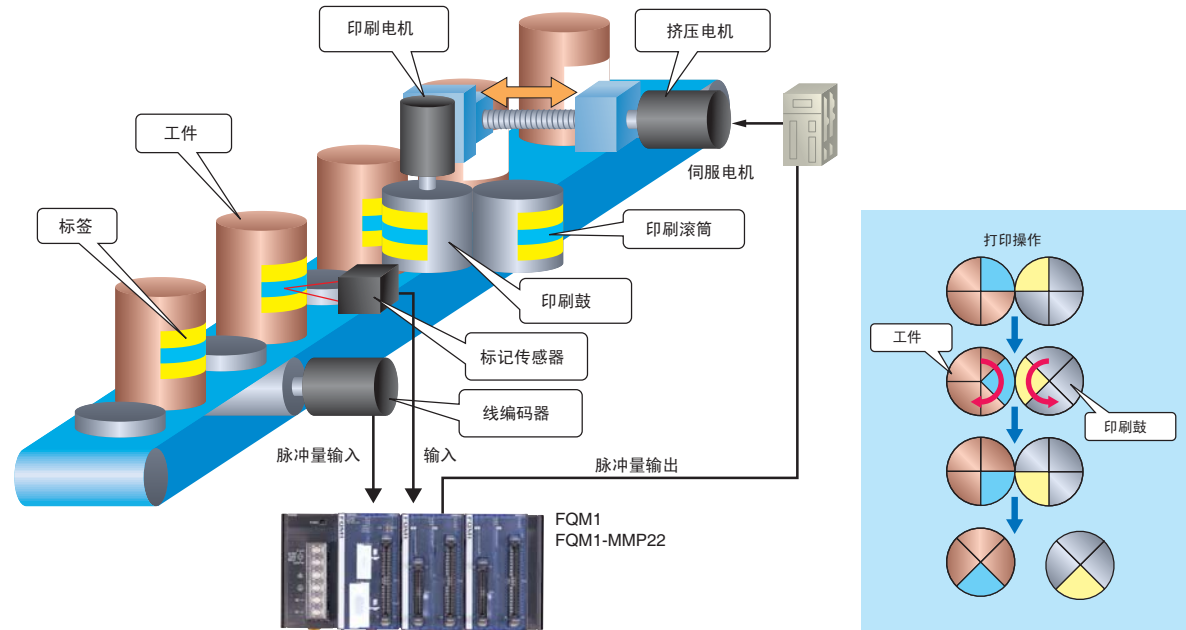 印刷电机
挤压电机
工件
伺服电机
标签
印刷滚筒
印刷鼓
标记传感器
线编码器
脉冲量输入
输入
脉冲量输出
FQM1
FQM1-MMP22
打印操作
工件
印刷鼓